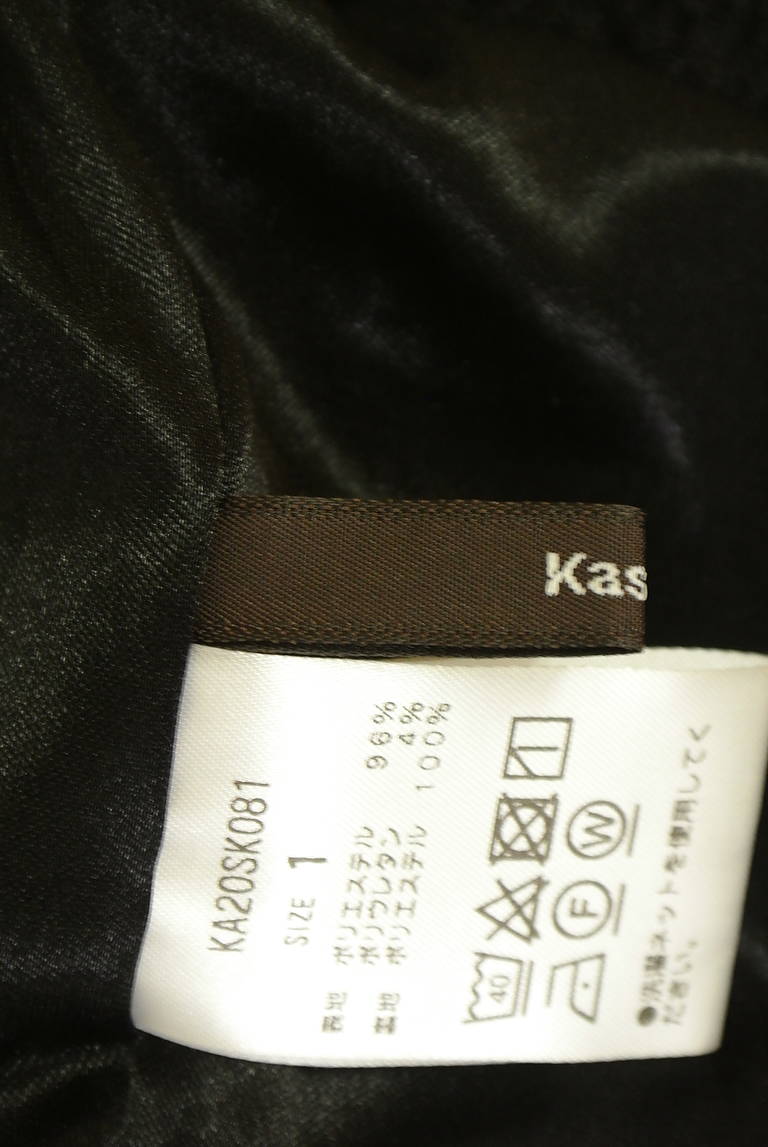 Kas
KA20SK081
SIZE 1
表地 ポリエステル 96%
ポリウレタン 4%
裏地 ポリエステル 100%
40
F W
●洗濯ネットを使用してく
ださい。